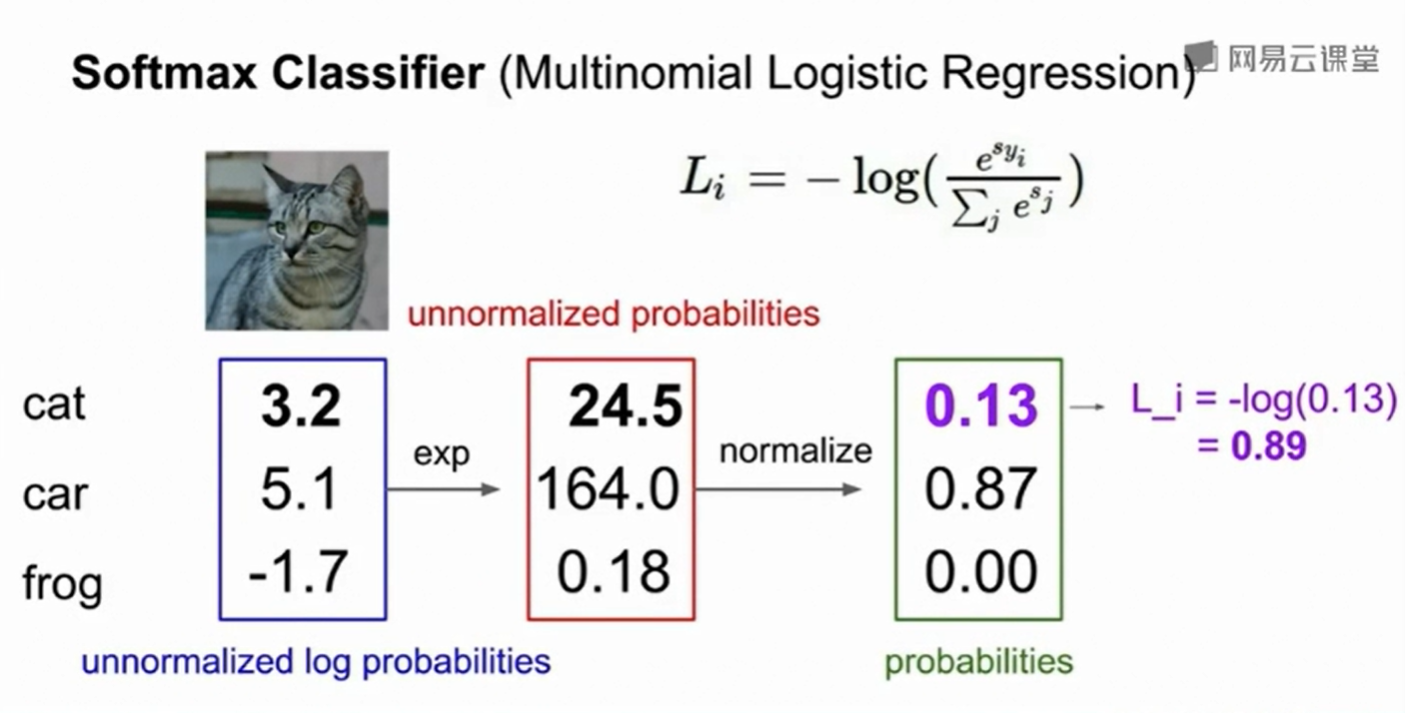 Softmax Classifier (Multinomial Logistic Regression)
网易云课堂
L_i = -log(\frac{e^{s_{y_i}}}{\sum_j e^{s_j}})
unnormalized probabilities
cat 3.2 24.5 0.13 → L_i = -log(0.13)
= 0.89
exp normalize
car 5.1 164.0 0.87
frog -1.7 0.18 0.00
unnormalized log probabilities probabilities